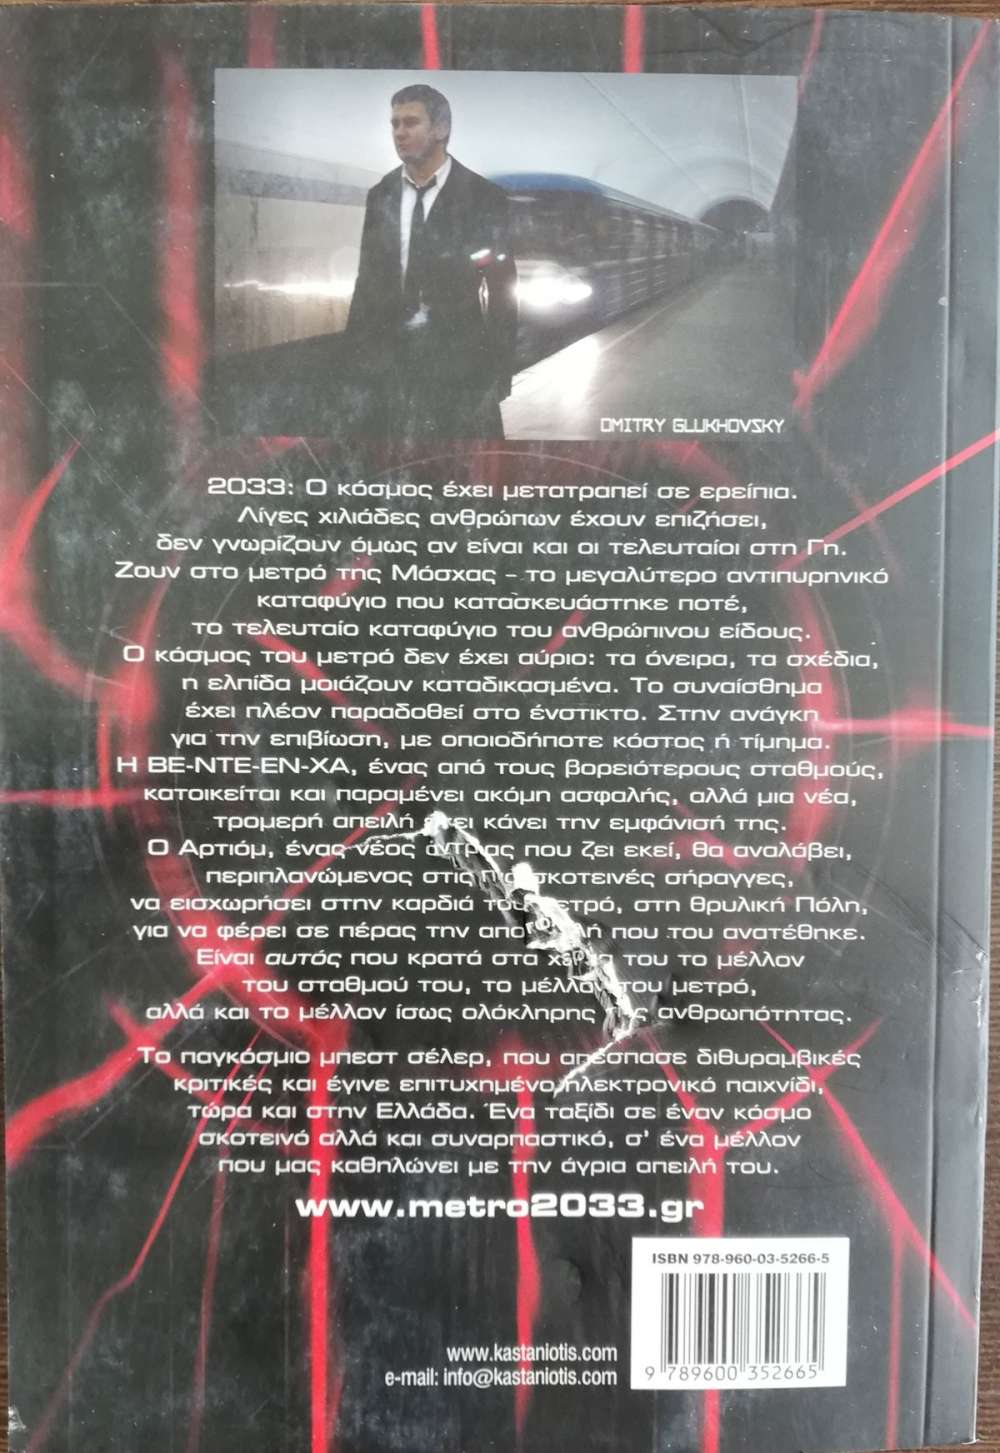 DMITRY GLUKHOVSKY
2033: Ο κόσμος έχει μετατραπεί σε ερείπια.
Λίγες χιλιάδες ανθρώπων έχουν επιζήσει,
δεν γνωρίζουν όμως αν είναι και οι τελευταίοι στη Γη.
Ζουν στο μετρό της Μόσχας – το μεγαλύτερο αντιπυρηνικό
καταφύγιο που κατασκευάστηκε ποτέ,
το τελευταίο καταφύγιο του ανθρώπινου είδους.
Ο κόσμος του μετρό δεν έχει αύριο: τα όνειρα, τα σχέδια,
η ελπίδα μοιάζουν καταδικασμένα. Το συναίσθημα
έχει πλέον παραδοθεί στο ένστικτο. Στην ανάγκη
για την επιβίωση, με οποιοδήποτε κόστος ή τίμημα.
Η ΒΕ-ΝΤΕ-ΕΝ-ΧΑ, ένας από τους βορειότερους σταθμούς,
κατοικείται και παραμένει ακόμη ασφαλής, αλλά μια νέα,
τρομερή απειλή έχει κάνει την εμφάνισή της.
Ο Αρτιόμ, ένας νέος άντρας που ζει εκεί, θα αναλάβει,
περιπλανώμενος στις πιο σκοτεινές σήραγγες,
να εισχωρήσει στην καρδιά του μετρό, στη θρυλική Πόλη,
για να φέρει σε πέρας την αποστολή που του ανατέθηκε.
Είναι αυτός που κρατά στα χέρια του το μέλλον
του σταθμού του, το μέλλον του μετρό,
αλλά και το μέλλον ίσως ολόκληρης της ανθρωπότητας.
Το παγκόσμιο μπεστ σέλερ, που απέσπασε διθυραμβικές
κριτικές και έγινε επιτυχημένο ηλεκτρονικό παιχνίδι,
τώρα και στην Ελλάδα. Ένα ταξίδι σε έναν κόσμο
σκοτεινό αλλά και συναρπαστικό, σ' ένα μέλλον
που μας καθηλώνει με την άγρια απειλή του.
www.metro2033.gr
ISBN 978-960-03-5266-5
www.kastaniotis.com
e-mail: info@kastaniotis.com
9 789600 352665